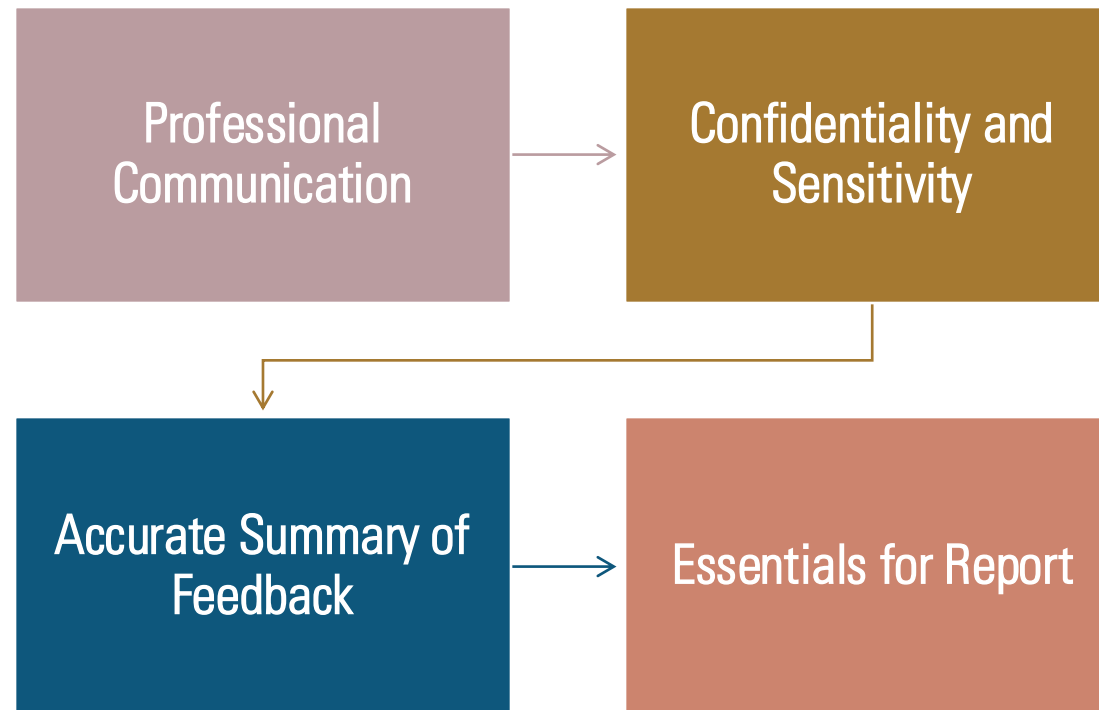 Professional
Communication
Confidentiality and
Sensitivity
Accurate Summary of
Feedback
Essentials for Report